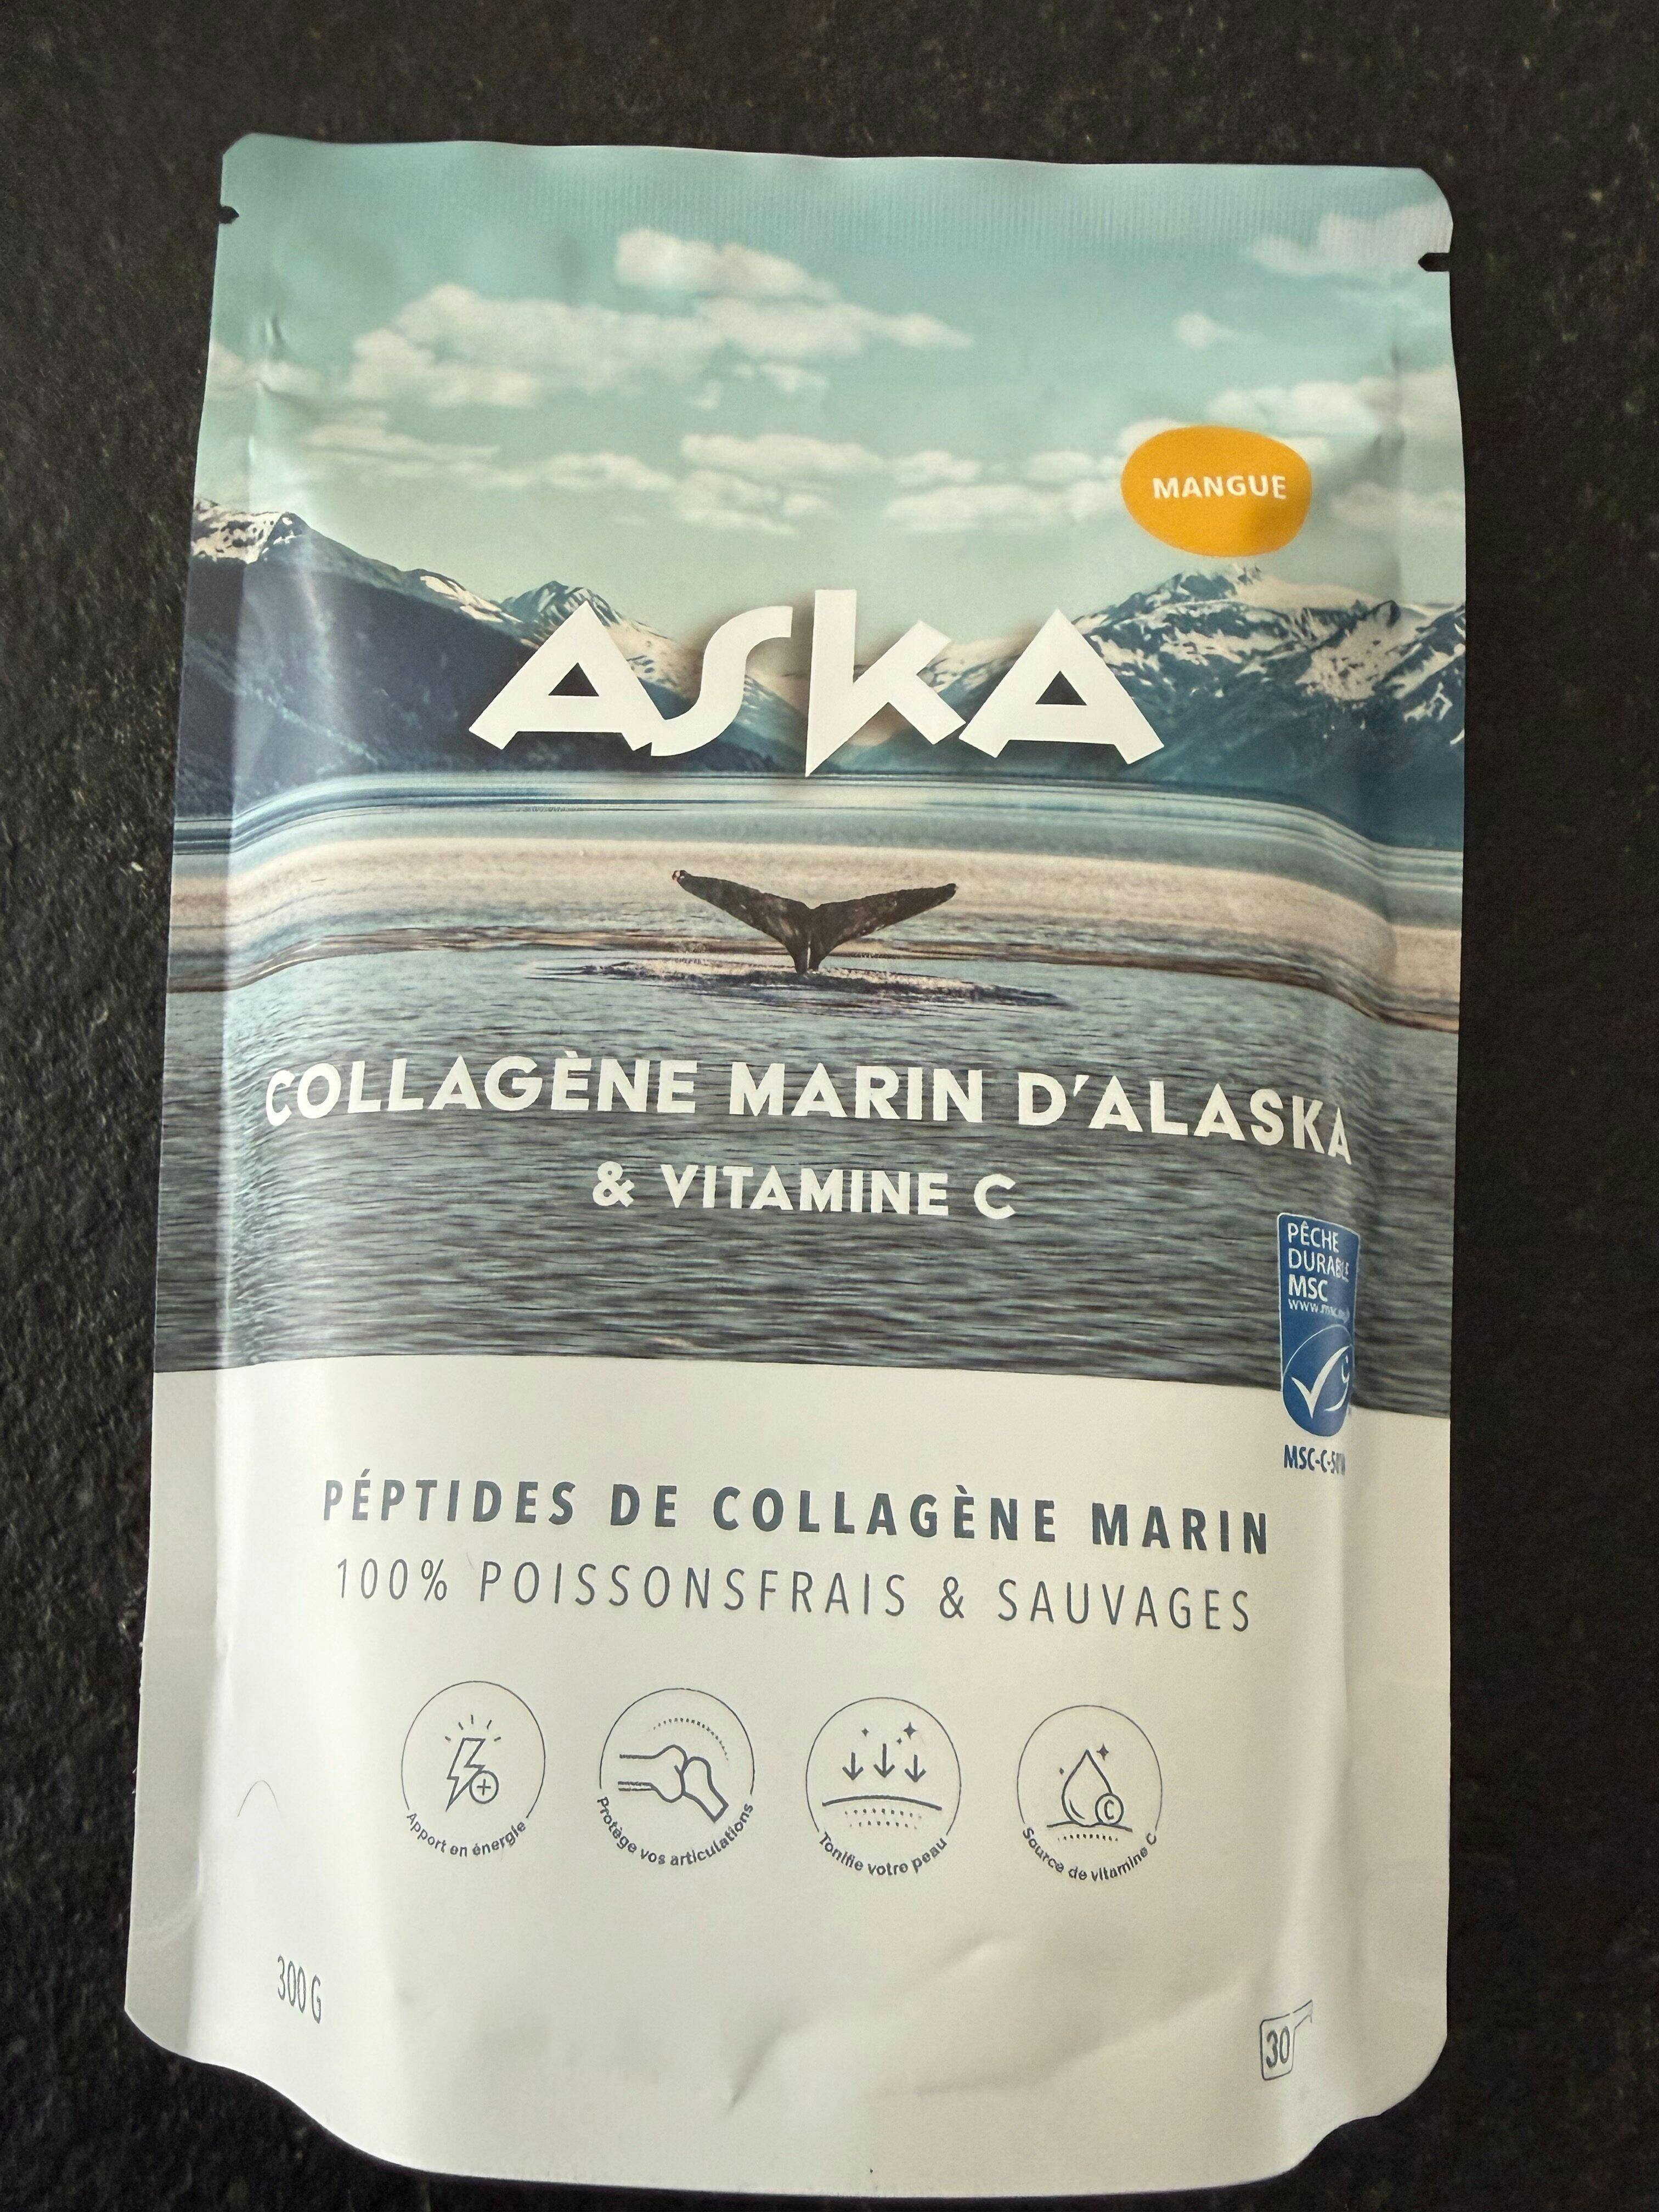 MANGUE
ASKA
COLLAGÈNE MARIN D'ALASKA
& VITAMINE C
PÊCHE
DURABLE
MSC
PÉPTIDES DE COLLAGÈNE MARIN
100% POISSONSFRAIS & SAUVAGES
Apport en énergie
Protège vos articulations
Tonifie votre peau
Source de vitamine C
C
300 G
30